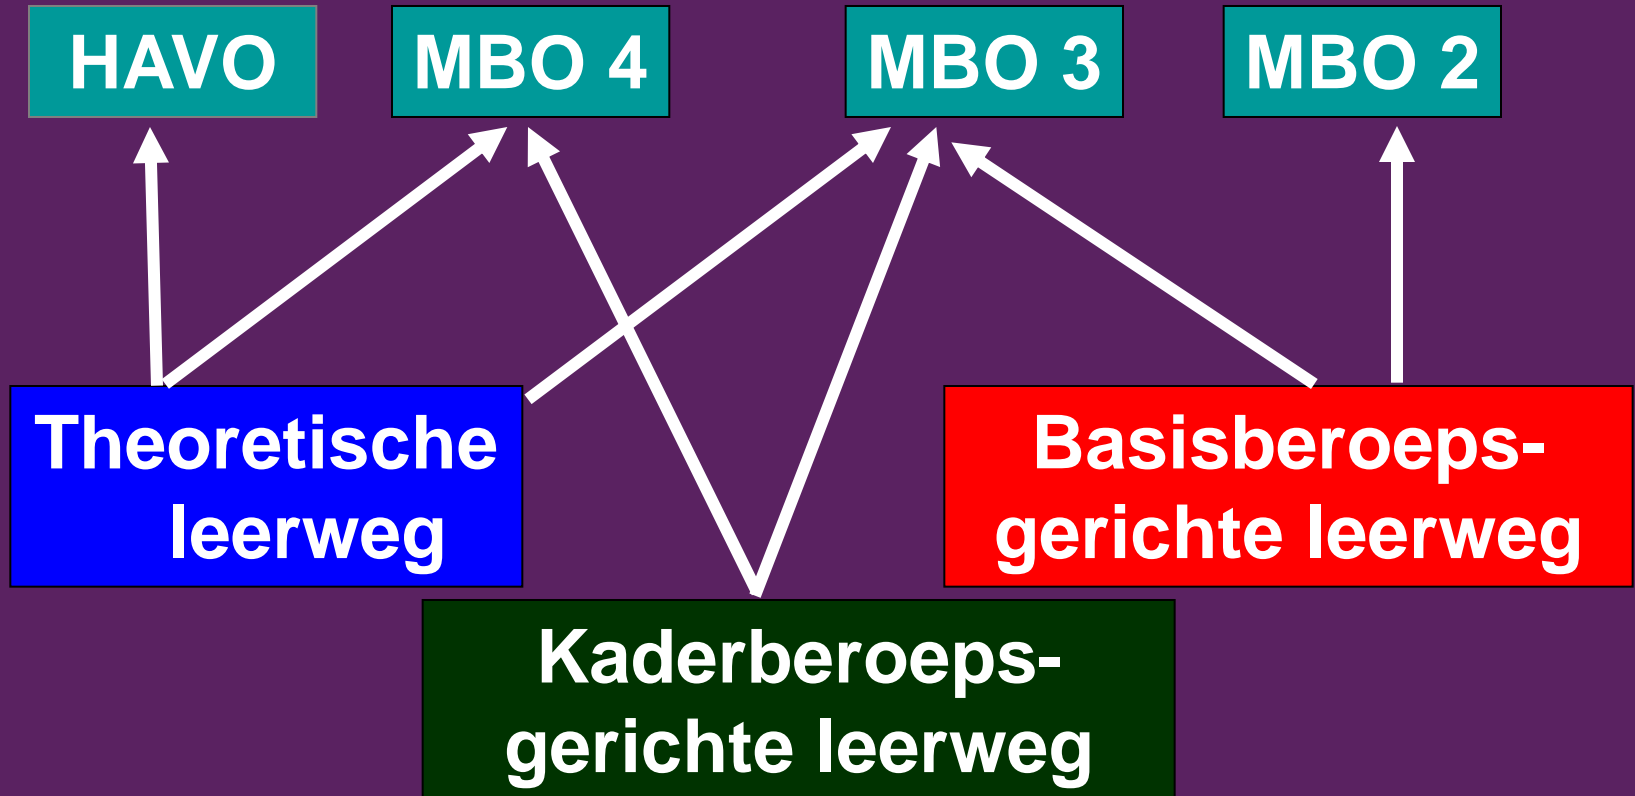 HAVO
MBO 4
MBO 3
MBO 2
Theoretische
leerweg
Basisberoeps-
gerichte leerweg
Kaderberoeps-
gerichte leerweg